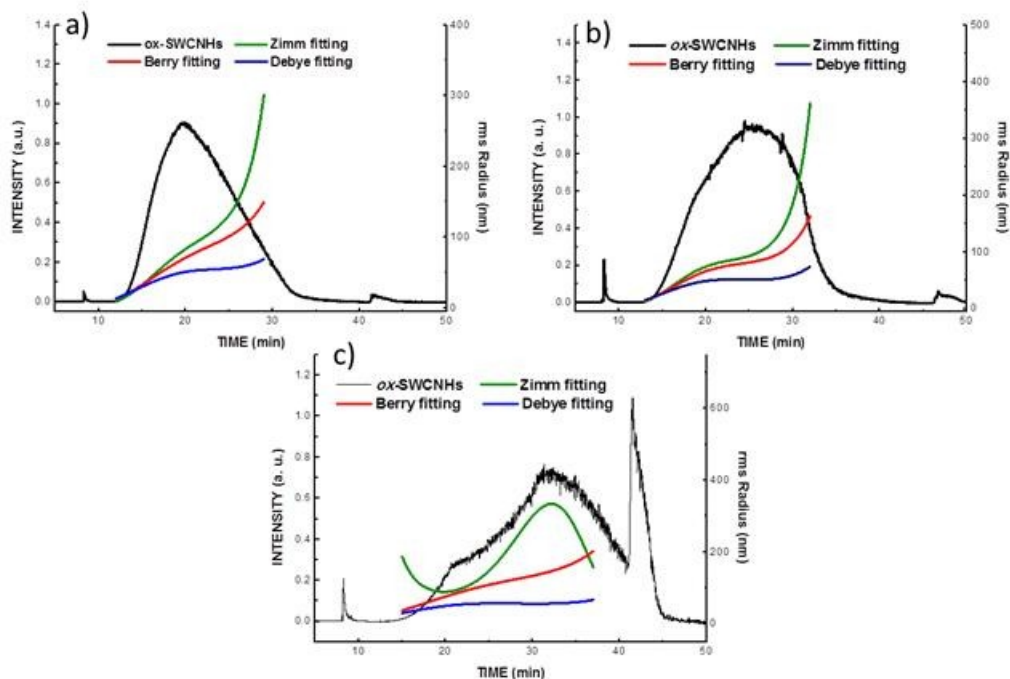 a)
ox-SWCNHs Zimm fitting
Berry fitting Debye fitting
INTENSITY (a.u.)
1.4
1.2
1.0
0.8
0.6
0.4
0.2
0.0
rms Radius (nm)
400
300
200
100
0
10 20 30 40 50
TIME (min)
b)
ox-SWCNHs Zimm fitting
Berry fitting Debye fitting
INTENSITY (a. u.)
1.4
1.2
1.0
0.8
0.6
0.4
0.2
0.0
rms Radius (nm)
500
400
300
200
100
0
10 20 30 40 50
TIME (min)
c)
ox-SWCNHs Zimm fitting
Berry fitting Debye fitting
INTENSITY (a. u.)
1.2
1.0
0.8
0.6
0.4
0.2
0.0
rms Radius (nm)
600
400
200
0
10 20 30 40 50
TIME (min)